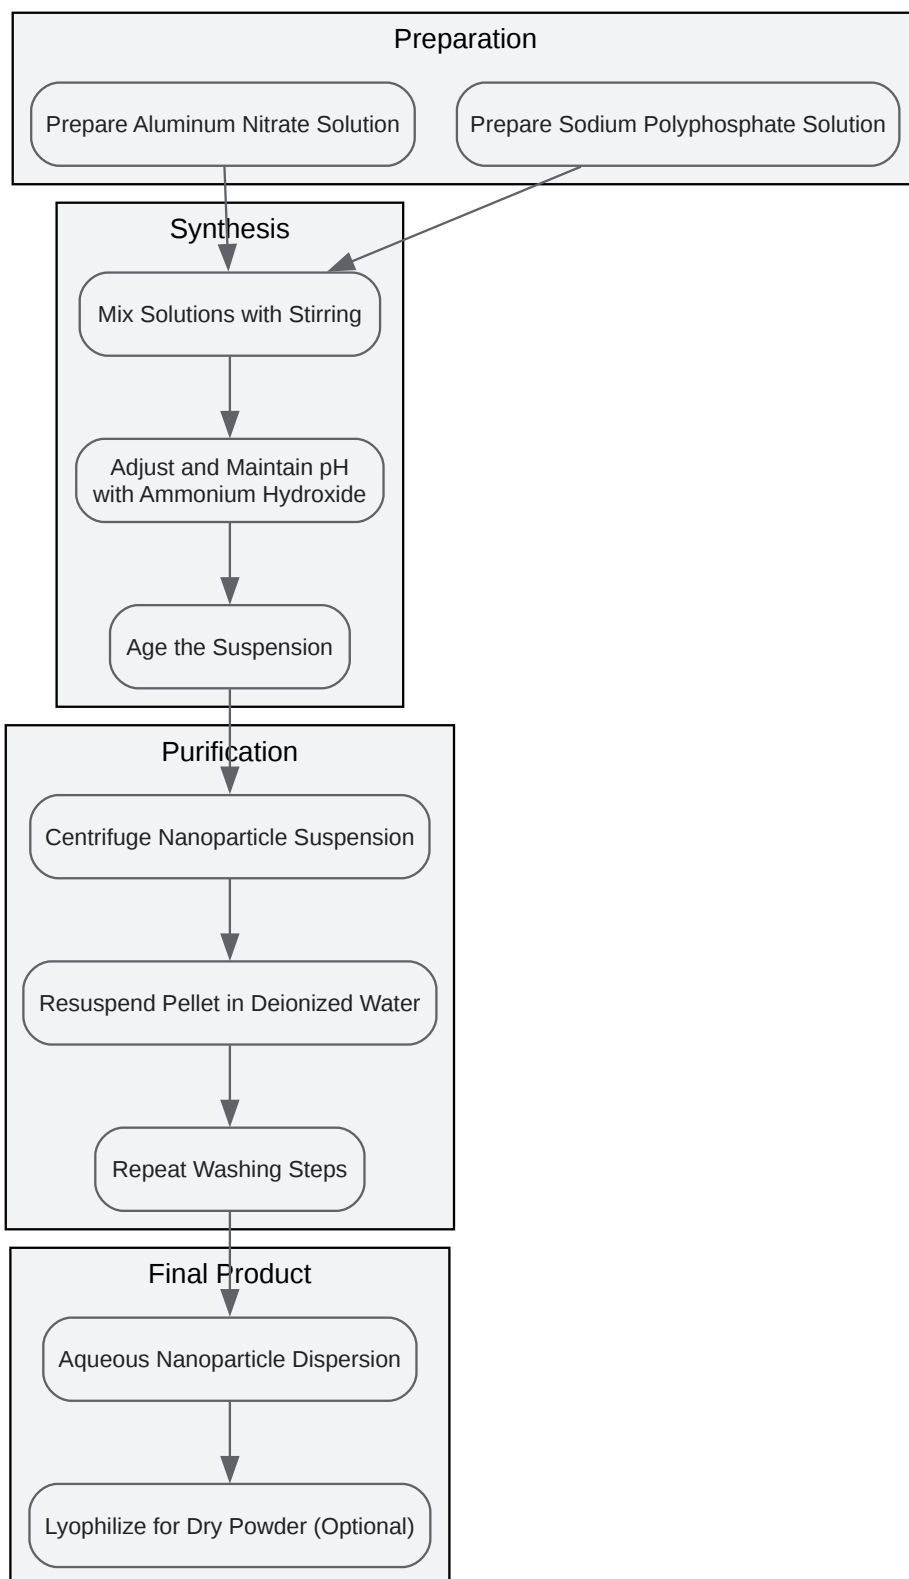 Preparation
Prepare Aluminum Nitrate Solution
Prepare Sodium Polyphosphate Solution
Synthesis
Mix Solutions with Stirring
Adjust and Maintain pH
with Ammonium Hydroxide
Age the Suspension
Purification
Centrifuge Nanoparticle Suspension
Resuspend Pellet in Deionized Water
Repeat Washing Steps
Final Product
Aqueous Nanoparticle Dispersion
Lyophilize for Dry Powder (Optional)